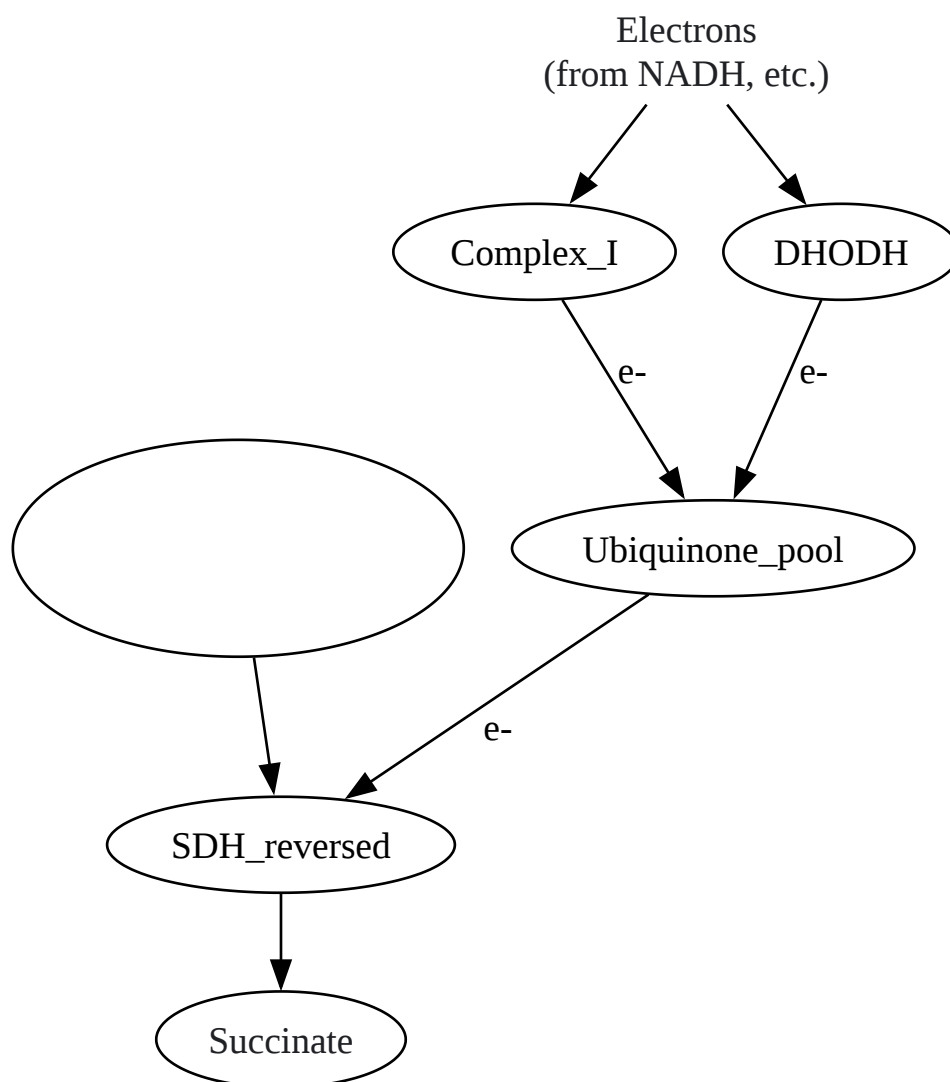 Electrons
(from NADH, etc.)
Complex_I
DHODH
e-
e-
Ubiquinone_pool
e-
SDH_reversed
Succinate